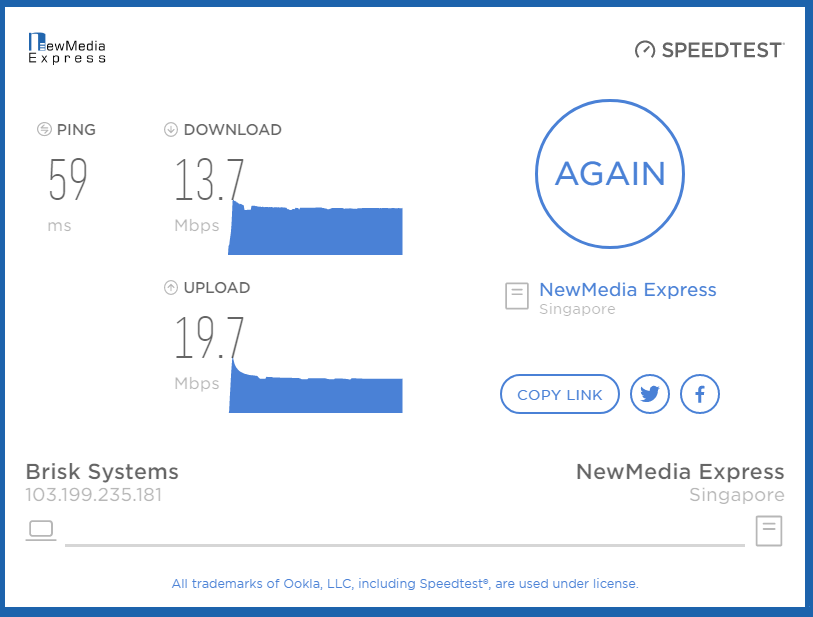 NewMedia
Express
SPEEDTEST
PING
59
ms
DOWNLOAD
13.7
Mbps
AGAIN
UPLOAD
19.7
Mbps
NewMedia Express
Singapore
COPY LINK
Brisk Systems
103.199.235.181
NewMedia Express
Singapore
All trademarks of Ookla, LLC, including Speedtest®, are used under license.